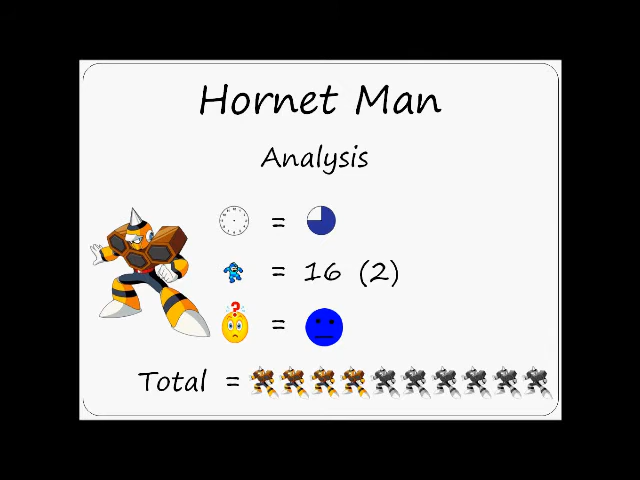 Hornet Man
Analysis
=
= 16 (2)
? =
Total =